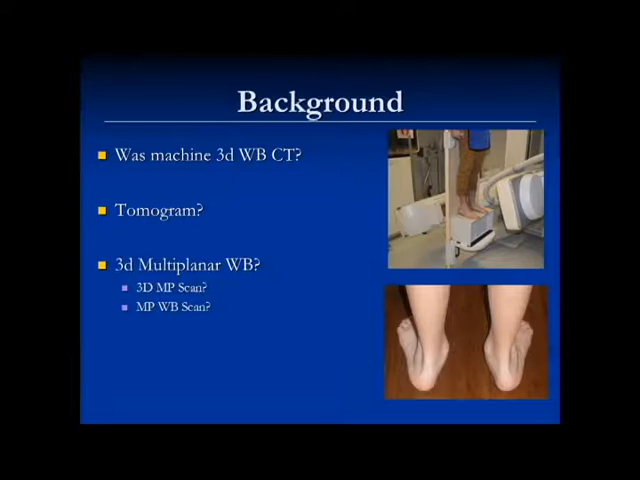 Background
Was machine 3d WB CT?
Tomogram?
3d Multiplanar WB?
3D MP Scan?
MP WB Scan?